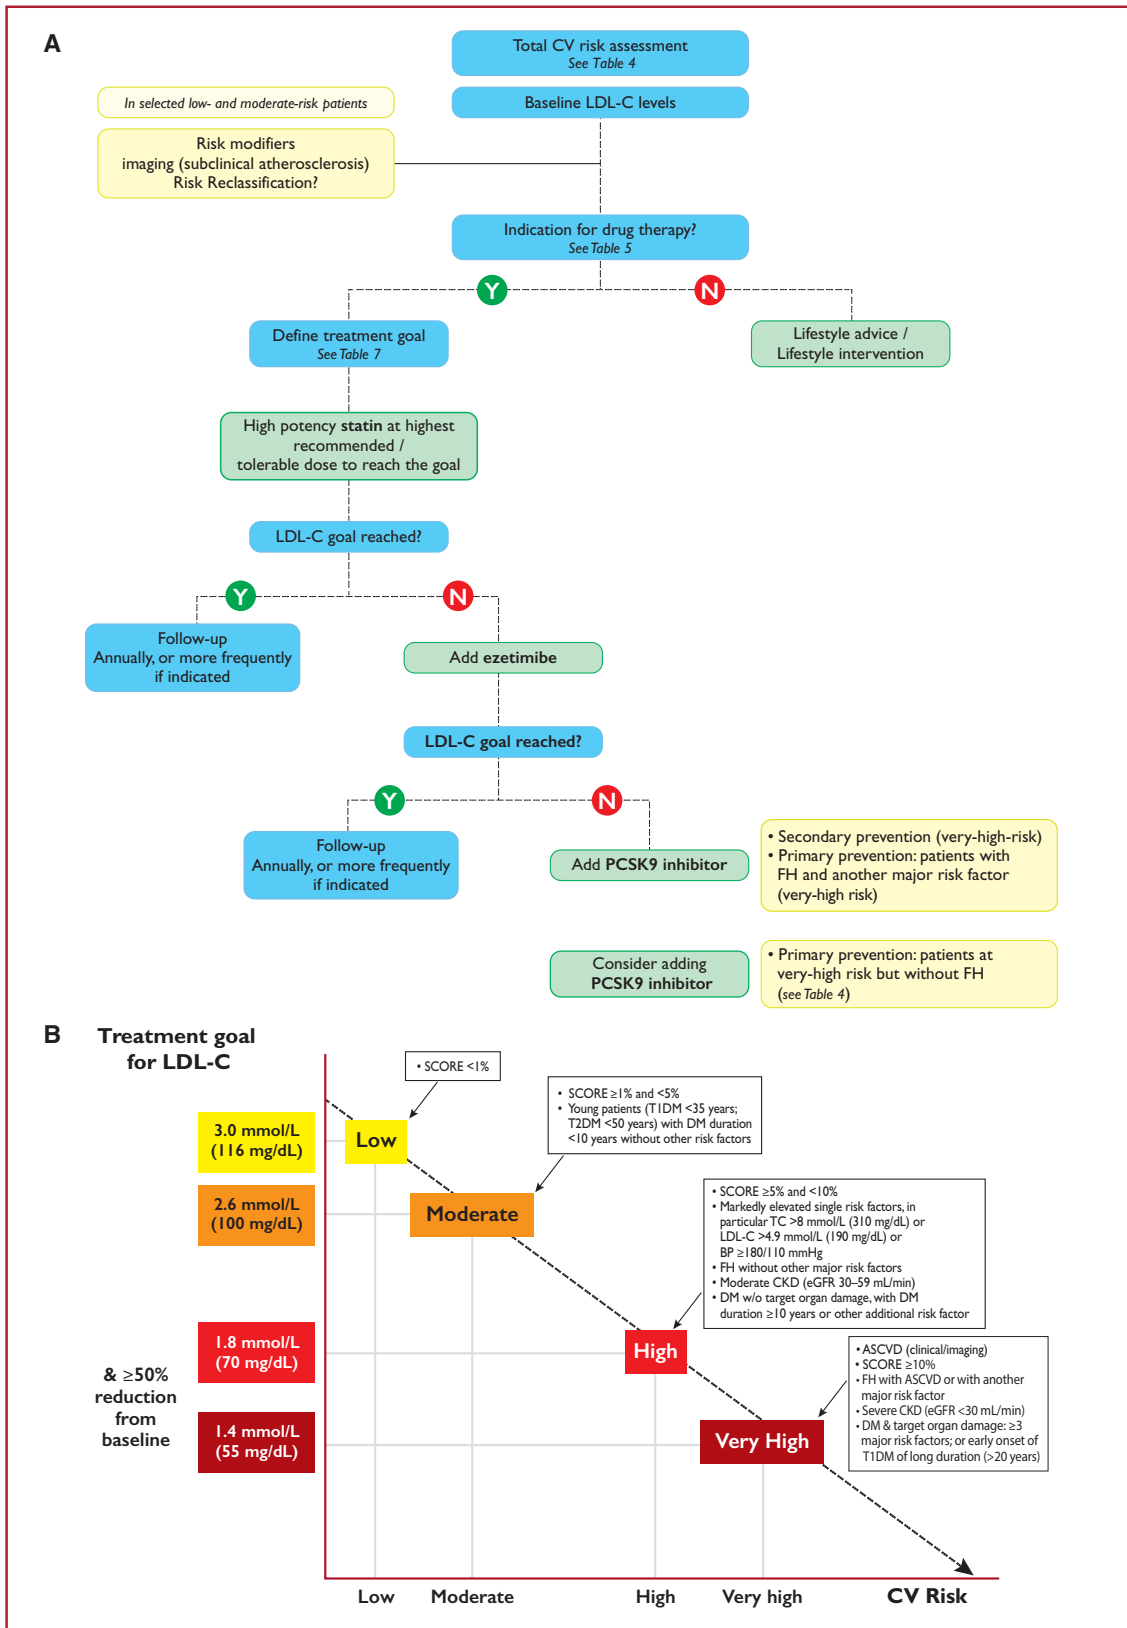 A
Total CV risk assessment
See Table 4
In selected low- and moderate-risk patients
Baseline LDL-C levels
Risk modifiers
imaging (subclinical atherosclerosis)
Risk Reclassification?
Indication for drug therapy?
See Table 5
Y
N
Define treatment goal
See Table 7
Lifestyle advice /
Lifestyle intervention
High potency statin at highest
recommended /
tolerable dose to reach the goal
LDL-C goal reached?
Y
N
Follow-up
Annually, or more frequently
if indicated
Add ezetimibe
LDL-C goal reached?
Y
N
Follow-up
Annually, or more frequently
if indicated
Add PCSK9 inhibitor
• Secondary prevention (very-high-risk)
• Primary prevention: patients with
FH and another major risk factor
(very-high risk)
Consider adding
PCSK9 inhibitor
• Primary prevention: patients at
very-high risk but without FH
(see Table 4)
B
Treatment goal
for LDL-C
• SCORE <1%
• SCORE ≥1% and <5%
• Young patients (T1DM <35 years;
T2DM <50 years) with DM duration
<10 years without other risk factors
3.0 mmol/L
(116 mg/dL)
Low
2.6 mmol/L
(100 mg/dL)
Moderate
• SCORE ≥5% and <10%
• Markedly elevated single risk factors, in
particular TC >8 mmol/L (310 mg/dL) or
LDL-C >4.9 mmol/L (190 mg/dL) or
BP ≥180/110 mmHg
• FH without other major risk factors
• Moderate CKD (eGFR 30–59 mL/min)
• DM w/o target organ damage, with DM
duration ≥10 years or other additional risk factor
1.8 mmol/L
(70 mg/dL)
High
& ≥50%
reduction
from
baseline
• ASCVD (clinical/imaging)
• SCORE ≥10%
• FH with ASCVD or with another
major risk factor
• Severe CKD (eGFR <30 mL/min)
• DM & target organ damage: ≥3
major risk factors; or early onset of
T1DM of long duration (>20 years)
1.4 mmol/L
(55 mg/dL)
Very High
Low
Moderate
High
Very high
CV Risk